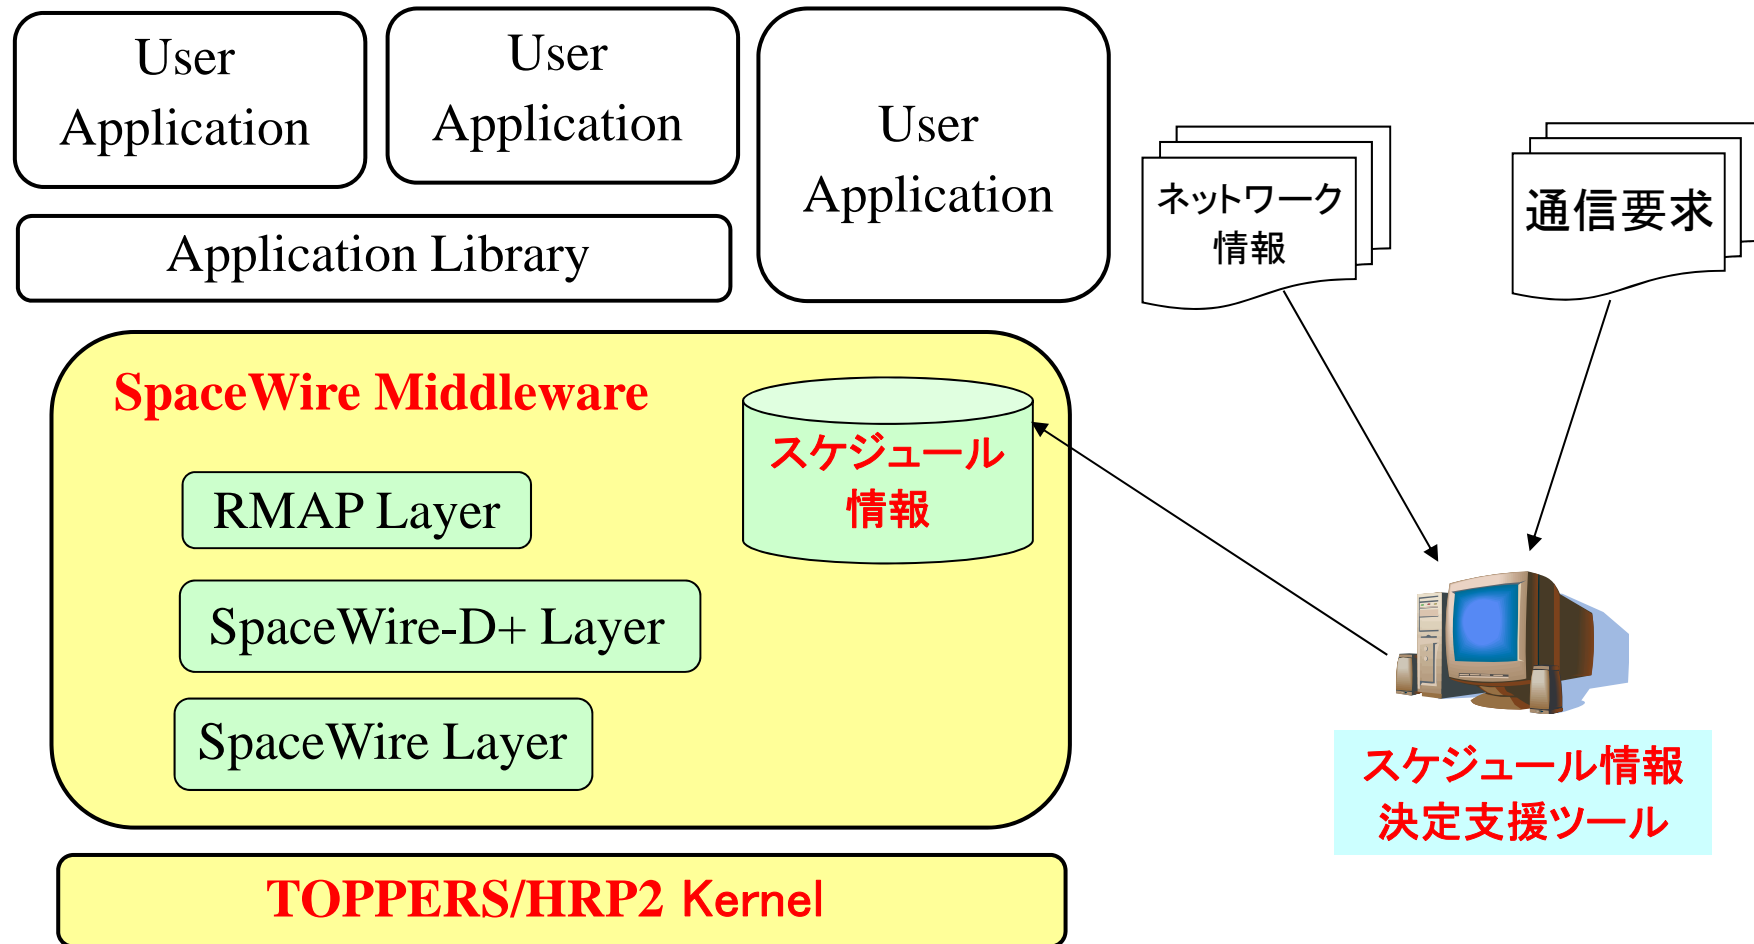 User
Application
User
Application
User
Application
Application Library
ネットワーク
情報
通信要求
SpaceWire Middleware
スケジュール
情報
RMAP Layer
SpaceWire-D+ Layer
SpaceWire Layer
スケジュール情報
決定支援ツール
TOPPERS/HRP2 Kernel